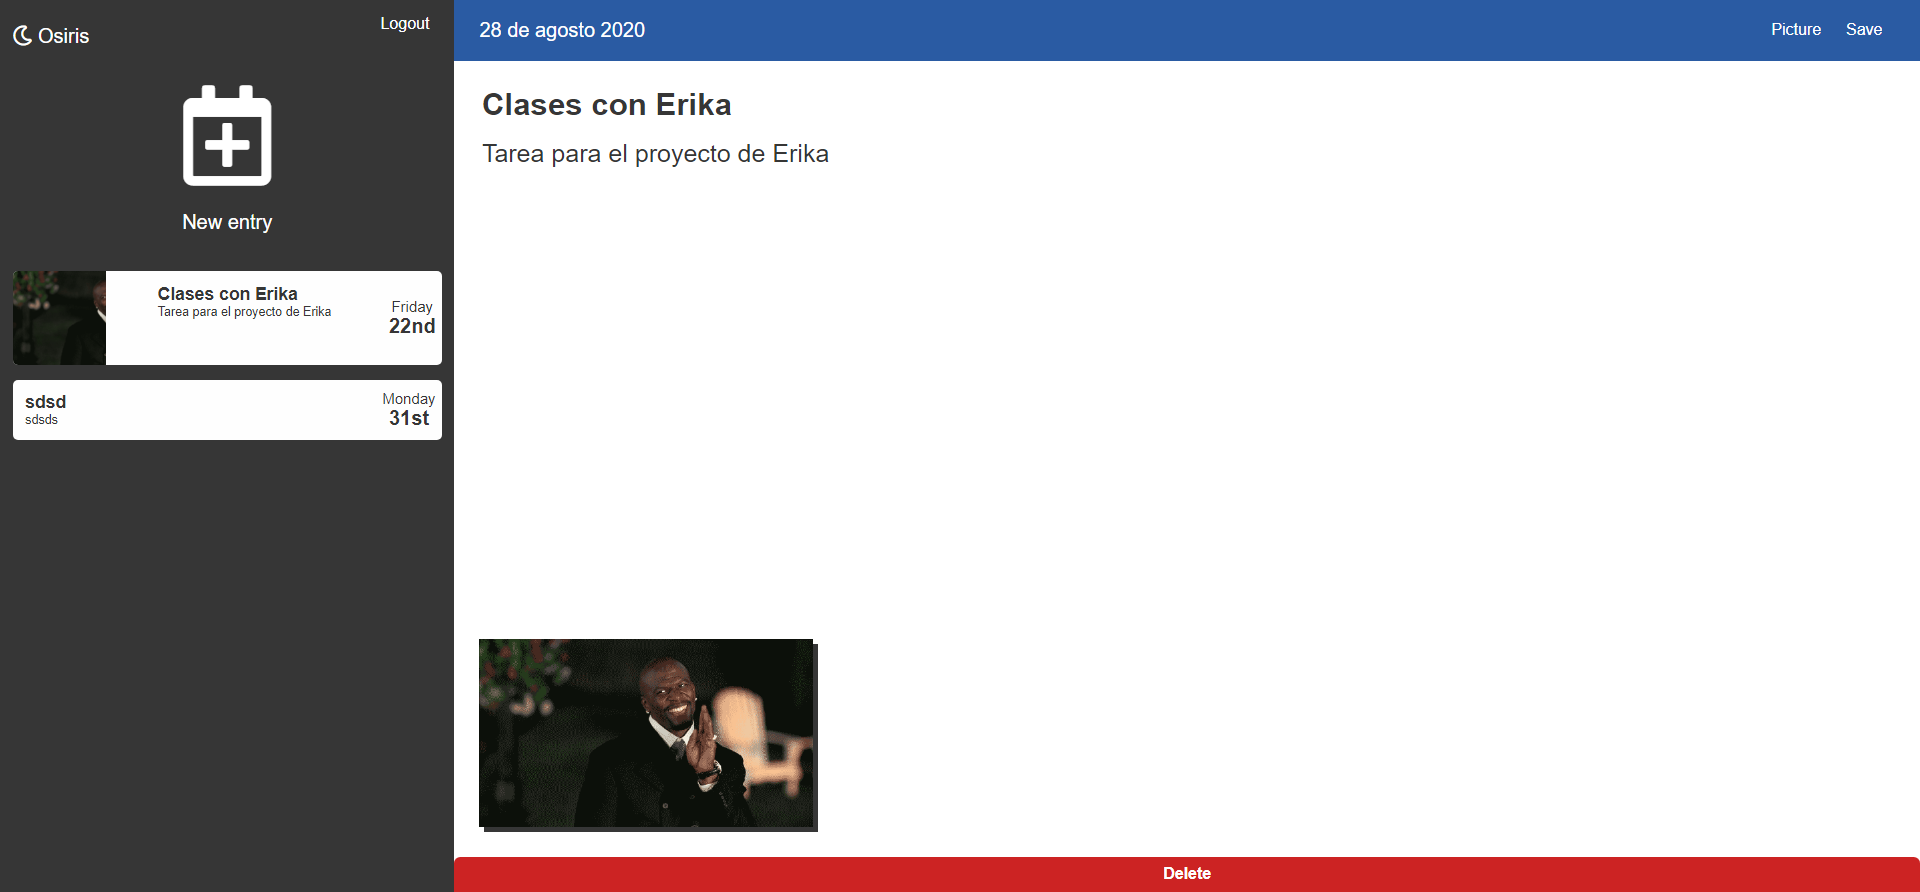 Osiris
Logout
New entry
Clases con Erika
Tarea para el proyecto de Erika
Friday
22nd
sdsd
sdsds
Monday
31st
28 de agosto 2020
Picture
Save
Clases con Erika
Tarea para el proyecto de Erika
Delete